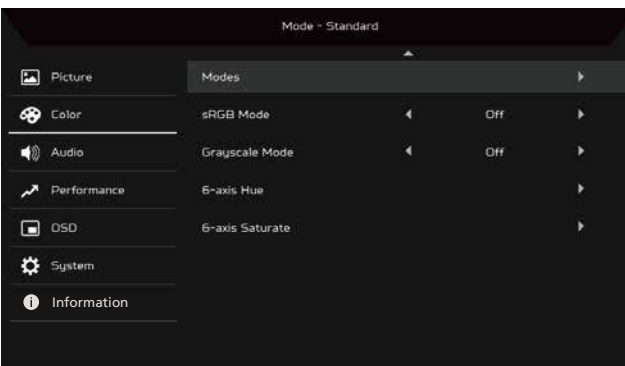 Mode - Standard
Picture
Modes
Color
sRGB Mode
Off
Audio
Grayscale Mode
Off
Performance
6-axis Hue
OSD
6-axis Saturate
System
Information